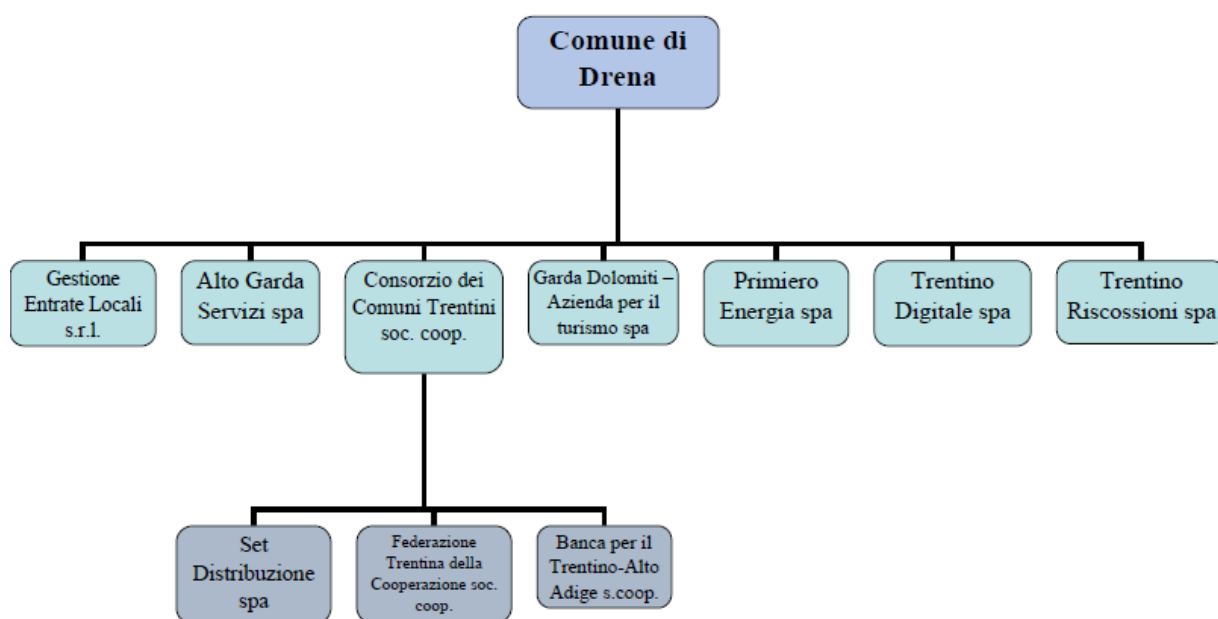 Comune di
Drena
Gestione
Entrate Locali
s.r.l.
Alto Garda
Servizi spa
Consorzio dei
Comuni Trentini
soc. coop.
Garda Dolomiti –
Azienda per il
turismo spa
Primiero
Energia spa
Trentino
Digitale spa
Trentino
Riscossioni spa
Set
Distribuzione
spa
Federazione
Trentina della
Cooperazione soc.
coop.
Banca per il
Trentino-Alto
Adige s.coop.